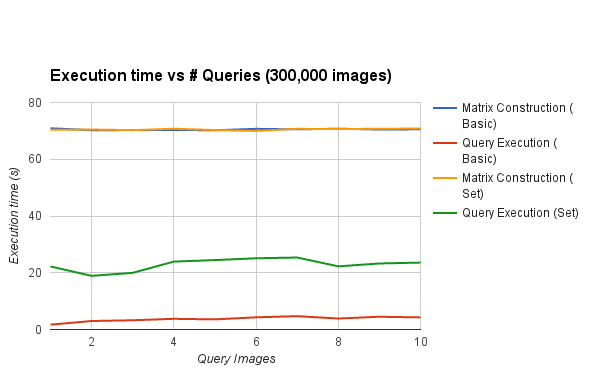 Execution time vs # Queries (300,000 images)
80
60
40
20
0
Execution time (s)
2
4
6
8
10
Query Images
Matrix Construction (
Basic)
Query Execution (
Basic)
Matrix Construction (
Set)
Query Execution (Set)